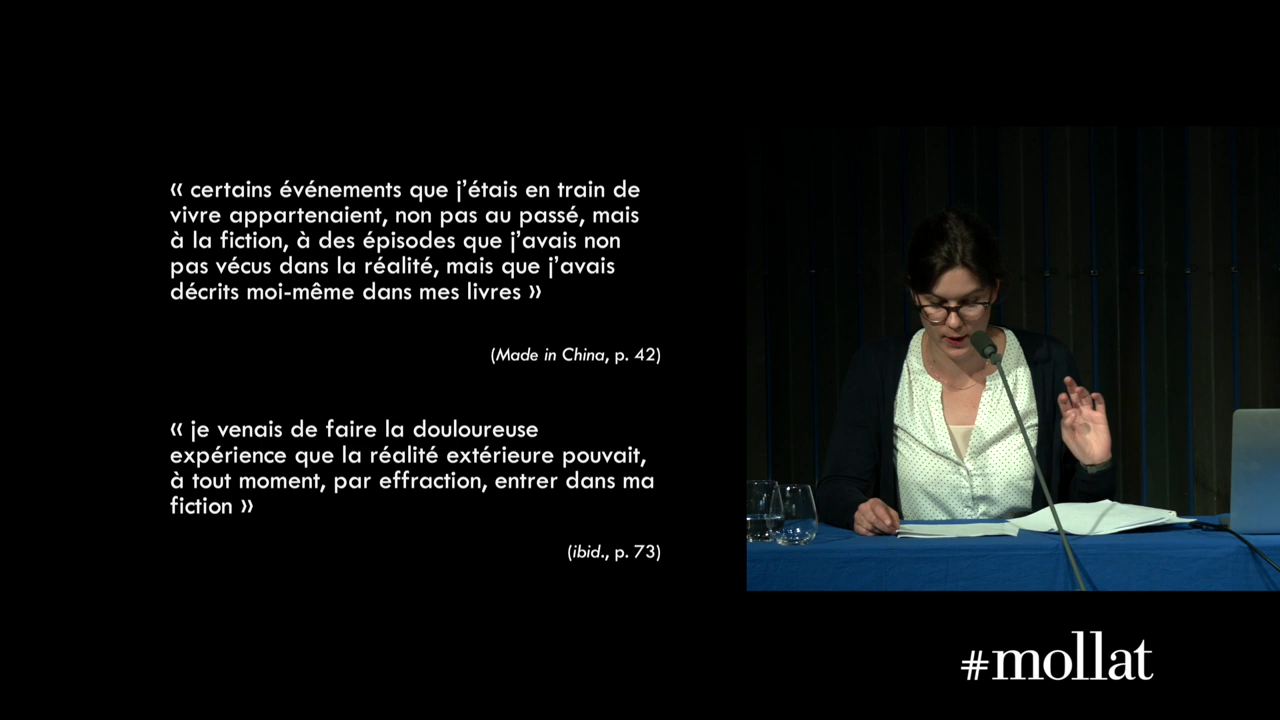 « certains événements que j’étais en train de
vivre appartenaient, non pas au passé, mais
à la fiction, à des épisodes que j’avais non
pas vécus dans la réalité, mais que j’avais
décrits moi-même dans mes livres »
(Made in China, p. 42)
« je venais de faire la douloureuse
expérience que la réalité extérieure pouvait,
à tout moment, par effraction, entrer dans ma
fiction »
(ibid., p. 73)
#mollat